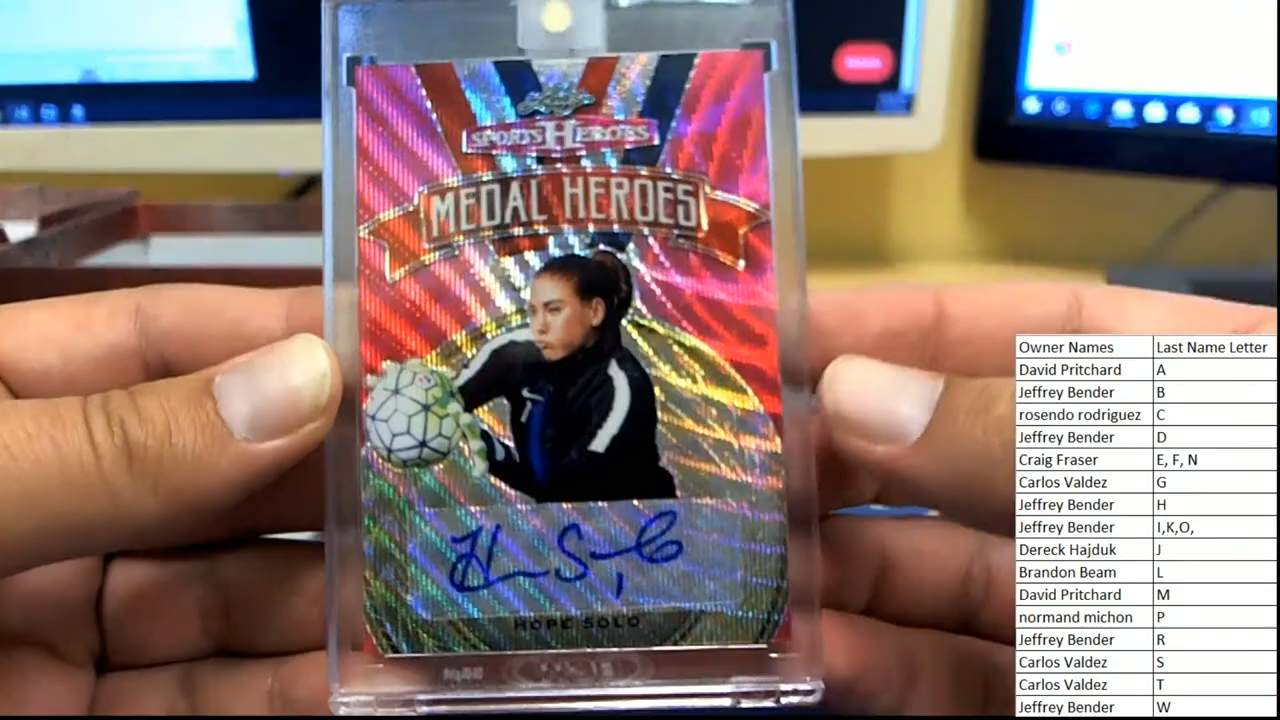 Leaf
SPORTS HEROES
MEDAL HEROES
HOPE SOLO
Owner Names Last Name Letter
David Pritchard A
Jeffrey Bender B
rosendo rodriguez C
Jeffrey Bender D
Craig Fraser E, F, N
Carlos Valdez G
Jeffrey Bender H
Jeffrey Bender I,K,O,
Dereck Hajduk J
Brandon Beam L
David Pritchard M
normand michon P
Jeffrey Bender R
Carlos Valdez S
Carlos Valdez T
Jeffrey Bender W